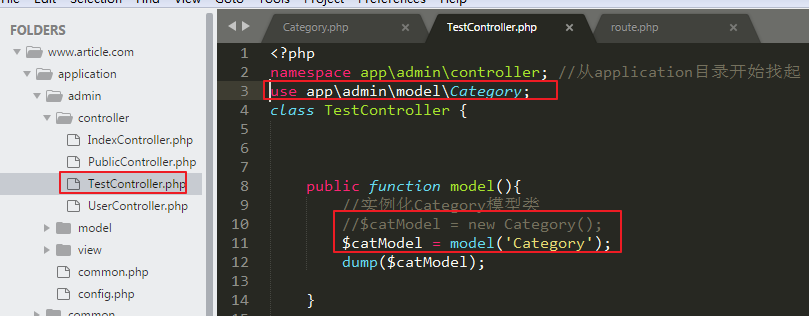 File Edit Selection Find View Goto Tools Project Preferences Help
FOLDERS
www.article.com
application
admin
controller
IndexController.php
PublicController.php
TestController.php
UserController.php
model
view
common.php
config.php
common
Category.php
TestController.php
route.php
1 <?php
2 namespace app\admin\controller; //从application目录开始找起
3 use app\admin\model\Category;
4 class TestController {
5
6
7
8 public function model(){
9 //实例化Category模型类
10 //$catModel = new Category();
11 $catModel = model('Category');
12 dump($catModel);
13
14 }